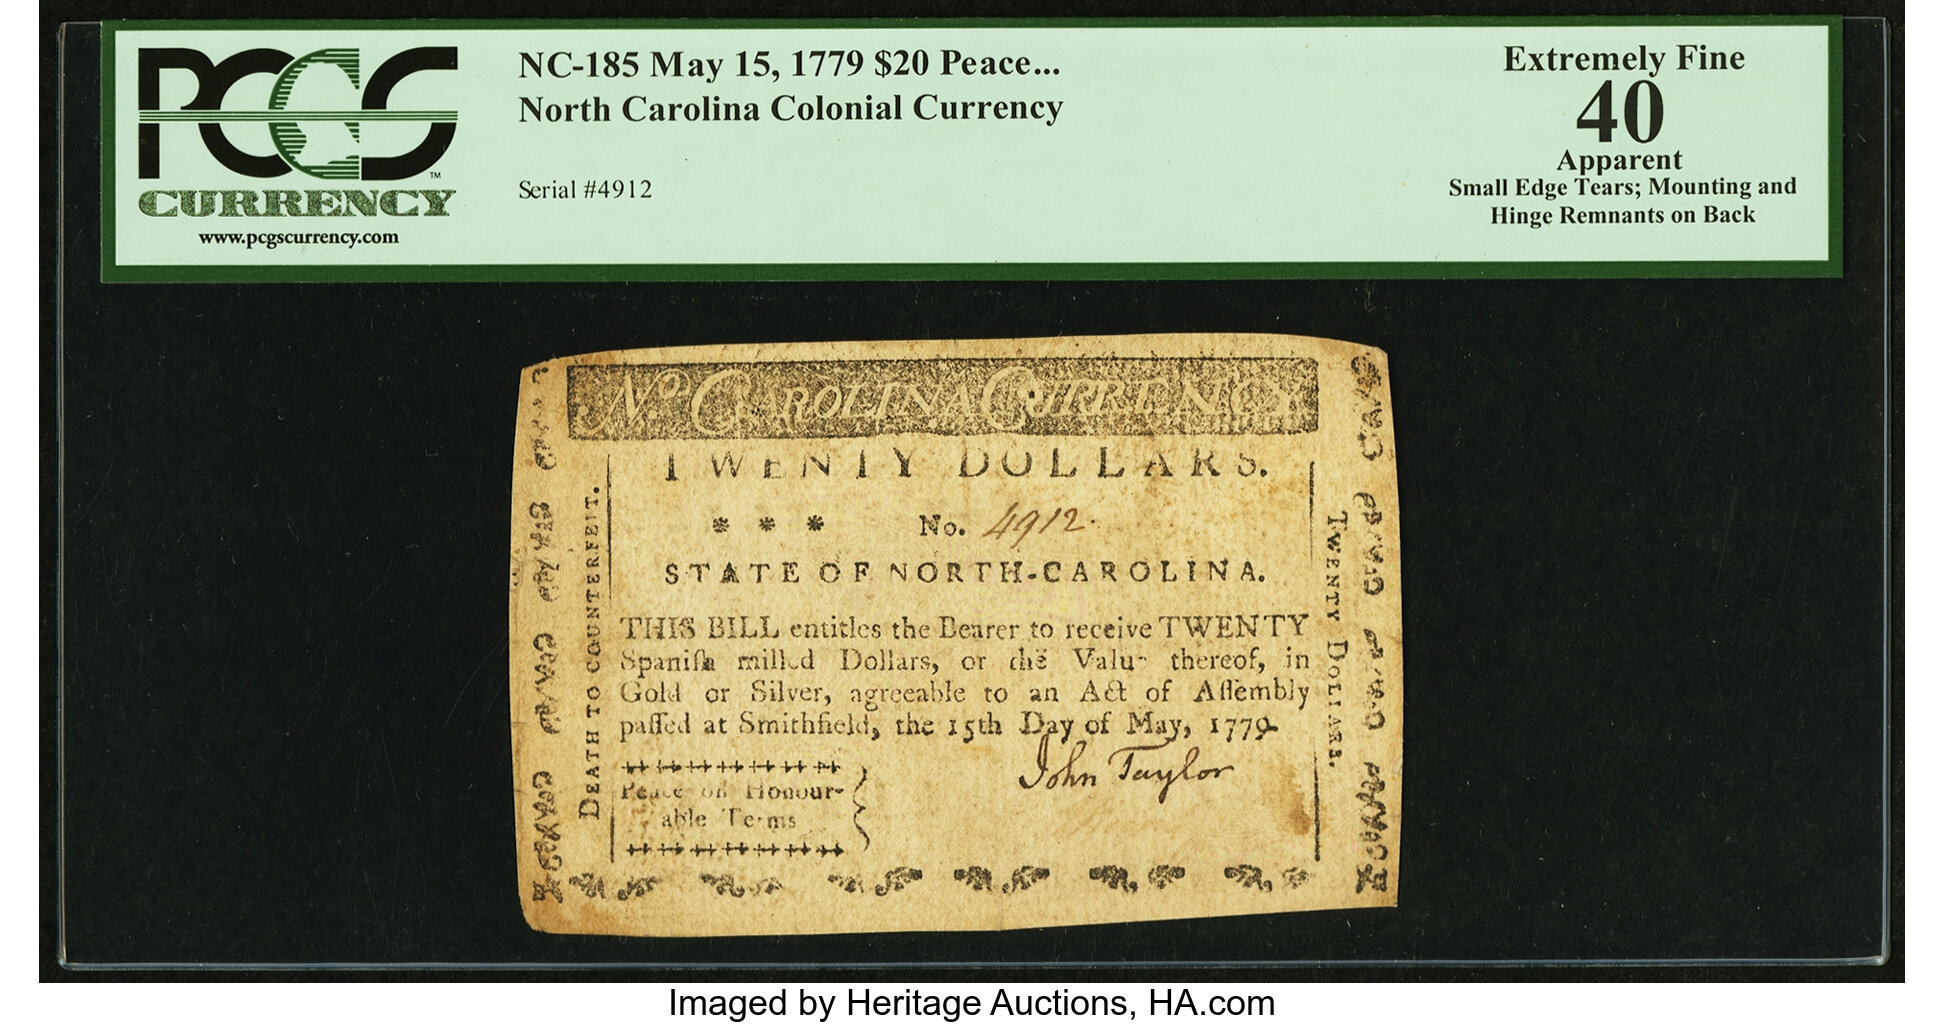 PCGS
™
CURRENCY
www.pcgscurrency.com
NC-185 May 15, 1779 $20 Peace...
North Carolina Colonial Currency
Serial #4912
Extremely Fine
40
Apparent
Small Edge Tears; Mounting and
Hinge Remnants on Back
No. CAROLINA CURRENCY.
TWENTY DOLLARS.
* * * No. 4912.
STATE OF NORTH-CAROLINA.
THIS BILL entitles the Bearer to receive TWENTY
Spaniſh milled Dollars, or the Value thereof, in
Gold or Silver, agreeable to an Act of Aſſembly
paſſed at Smithfield, the 15th Day of May, 1779.
John Taylor
Peace on Honour-
able Terms
DEATH TO COUNTERFEIT.
TWENTY DOLLARS.
Imaged by Heritage Auctions, HA.com